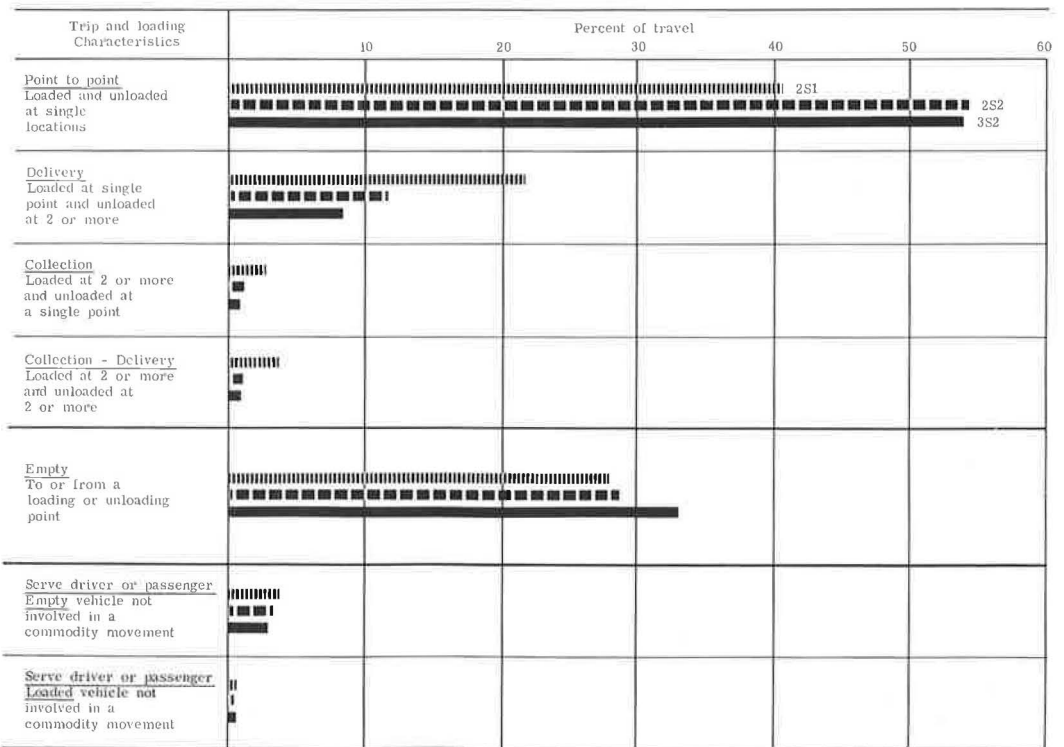 Trip and loading
Characteristics
Percent of travel
10 20 30 40 50 60
Point to point
Loaded and unloaded
at single
locations
2S1
2S2
3S2
Delivery
Loaded at single
point and unloaded
at 2 or more
Collection
Loaded at 2 or more
and unloaded at
a single point
Collection - Delivery
Loaded at 2 or more
and unloaded at
2 or more
Empty
To or from a
loading or unloading
point
Serve driver or passenger
Empty vehicle not
involved in a
commodity movement
Serve driver or passenger
Loaded vehicle not
involved in a
commodity movement